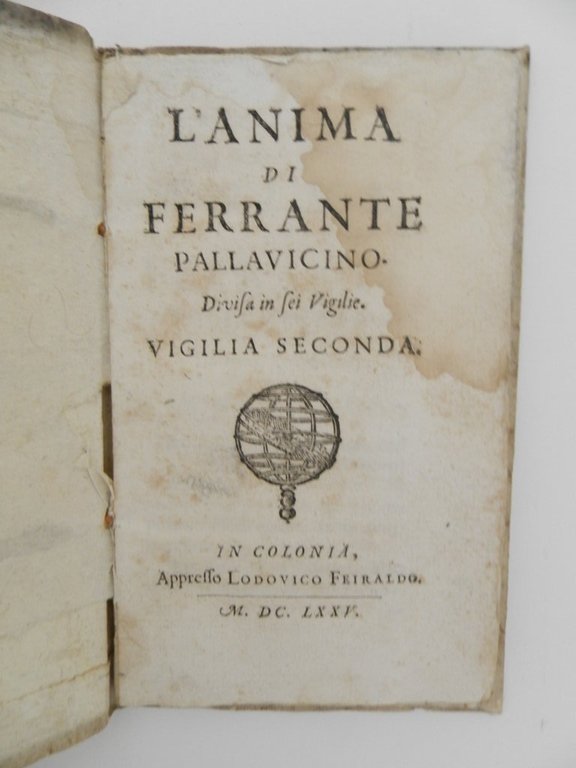 L'ANIMA
DI
FERRANTE
PALLAVICINO.
Diviſa in ſei Vigilie.
VIGILIA SECONDA.
IN COLONIA,
Appreſſo LODOVICO FEIRALDO.
M. DC. LXXV.